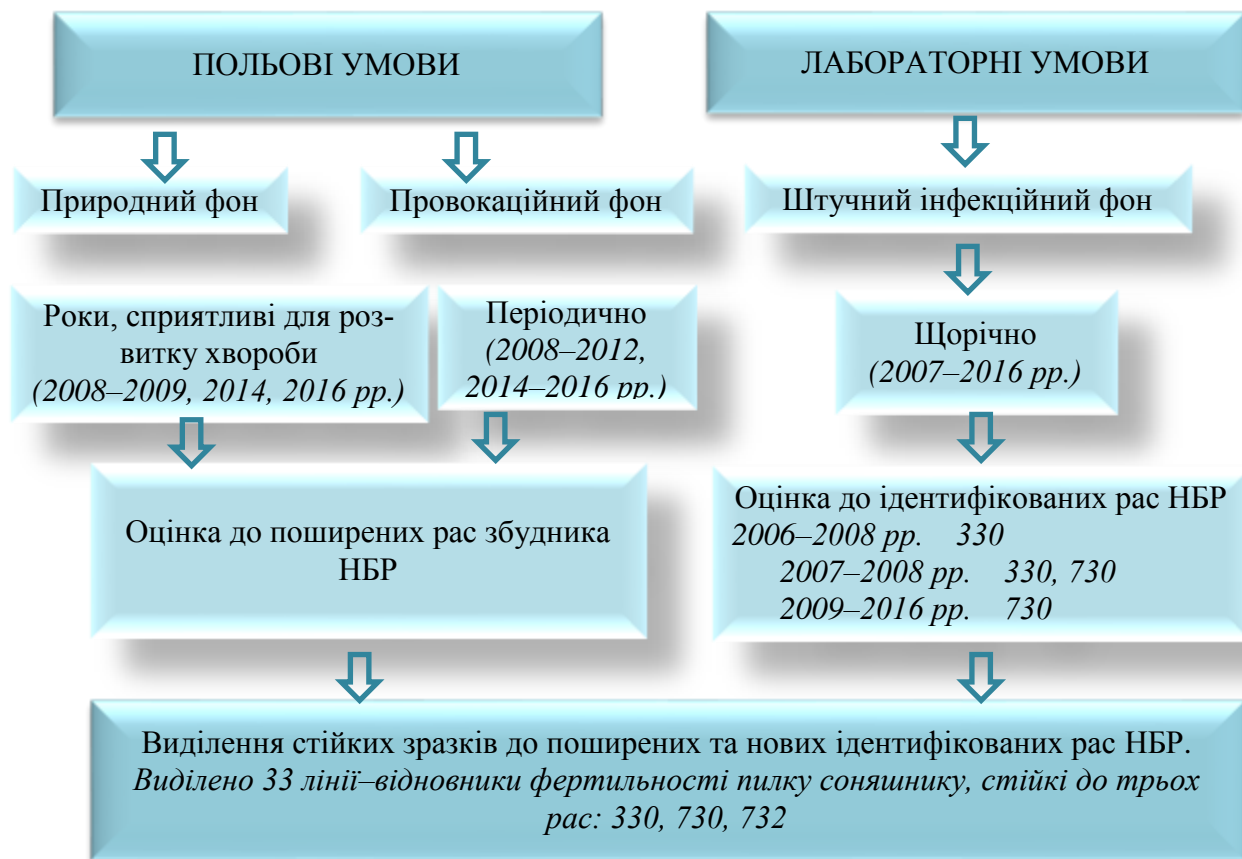 ПОЛЬОВІ УМОВИ
ЛАБОРАТОРНІ УМОВИ
Природний фон
Провокаційний фон
Штучний інфекційний фон
Роки, сприятливі для роз-
витку хвороби
(2008–2009, 2014, 2016 рр.)
Періодично
(2008–2012,
2014–2016 рр.)
Щорічно
(2007–2016 рр.)
Оцінка до поширених рас збудника
НБР
Оцінка до ідентифікованих рас НБР
2006–2008 рр. 330
2007–2008 рр. 330, 730
2009–2016 рр. 730
Виділення стійких зразків до поширених та нових ідентифікованих рас НБР.
Виділено 33 лінії–відновники фертильності пилку соняшнику, стійкі до трьох
рас: 330, 730, 732